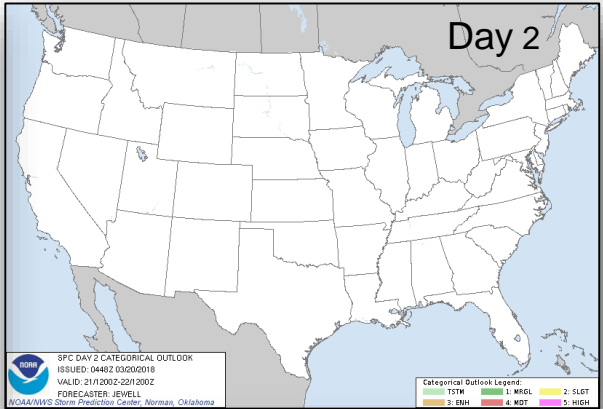 Day 2
NOAA
SPC DAY 2 CATEGORICAL OUTLOOK
ISSUED: 0448Z 03/20/2018
VALID: 21/1200Z-22/1200Z
FORECASTER: JEWELL
NOAA/NWS Storm Prediction Center, Norman, Oklahoma
Categorical Outlook Legend:
TSTM 1: MRGL 2: SLGT
3: ENH 4: MDT 5: HIGH